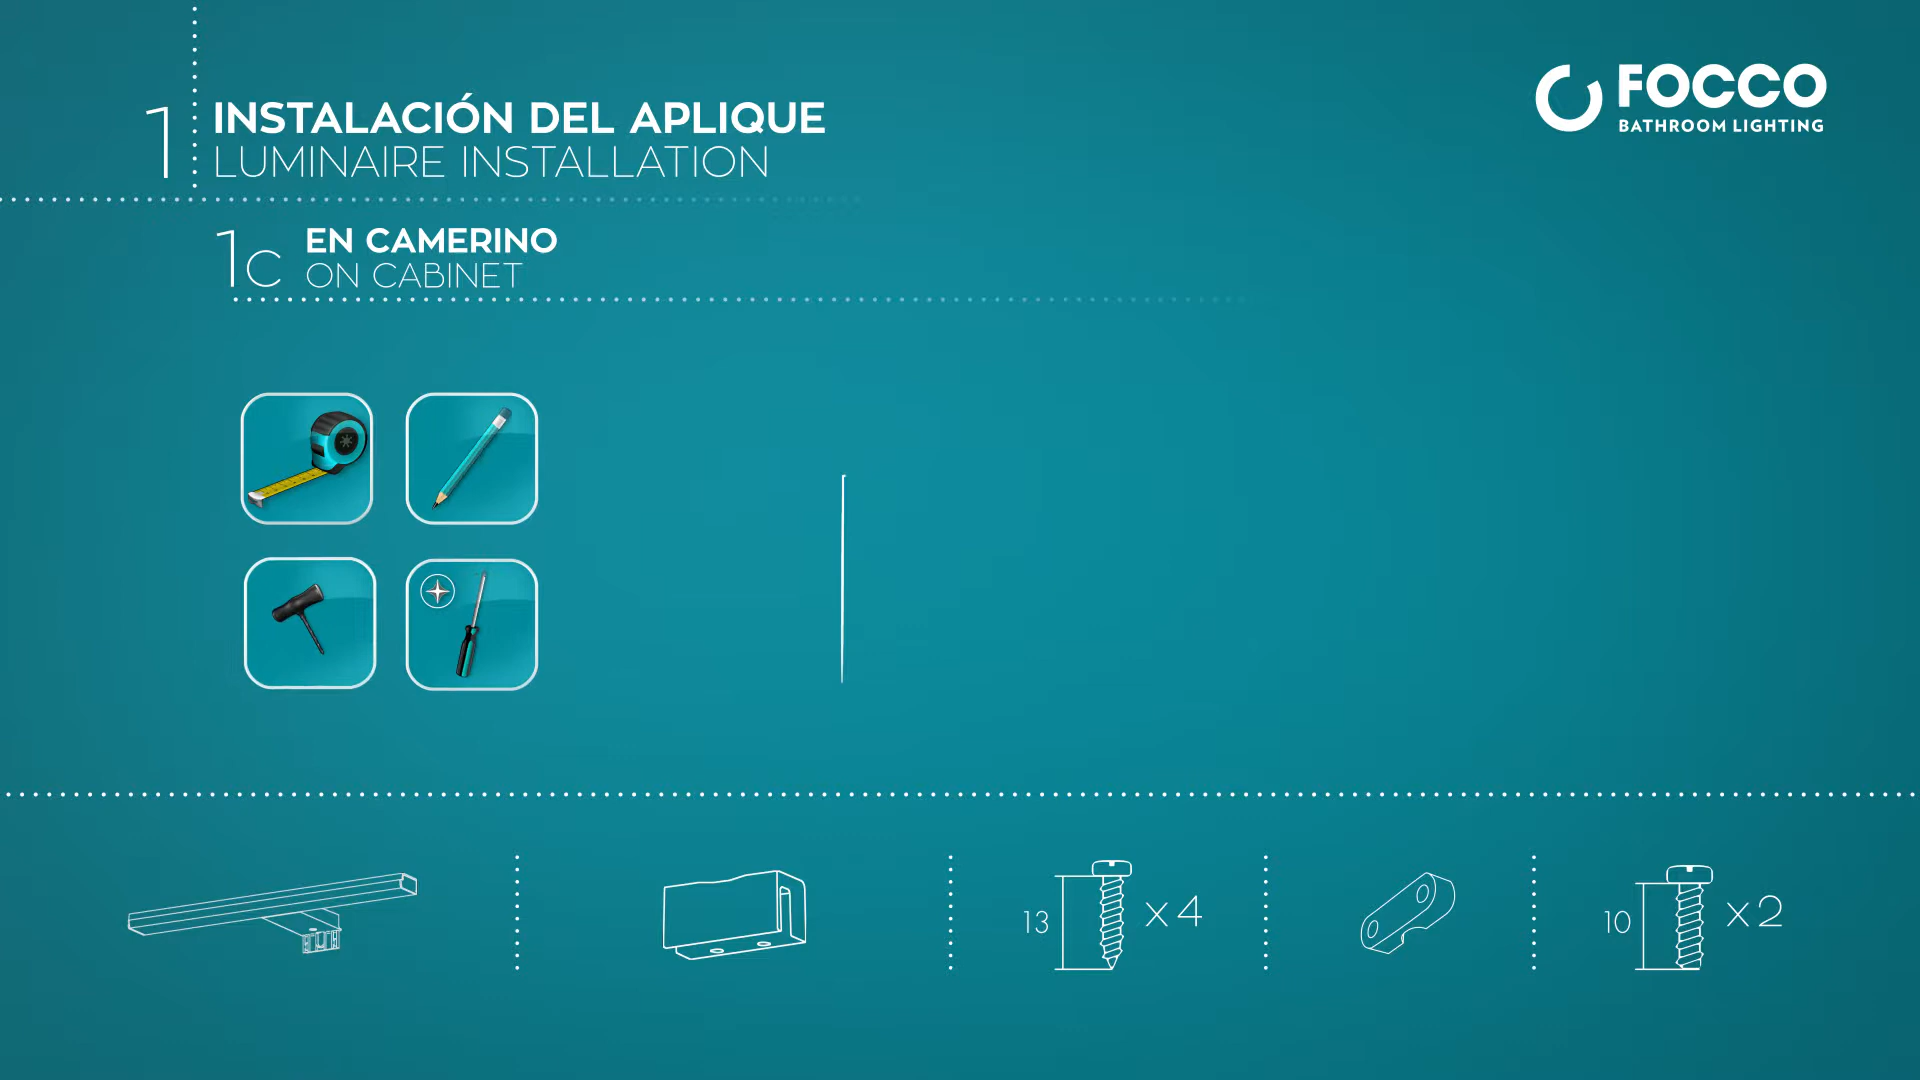 1
INSTALACIÓN DEL APLIQUE
LUMINAIRE INSTALLATION
FOCCO
BATHROOM LIGHTING
1c
EN CAMERINO
ON CABINET
13
x4
10
x2